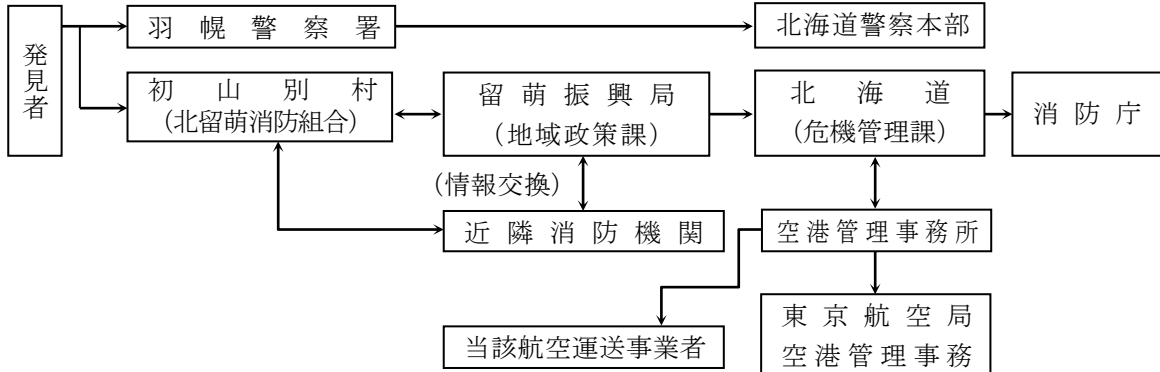 発見者
羽幌警察署
北海道警察本部
初山別村
(北留萌消防組合)
留萌振興局
(地域政策課)
北海道
(危機管理課)
消防庁
(情報交換)
近隣消防機関
空港管理事務所
当該航空運送事業者
東京航空局
空港管理事務